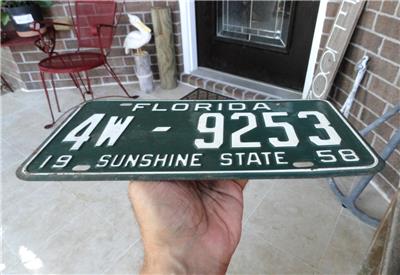 FLORIDA
4W - 9253
19 SUNSHINE STATE 58